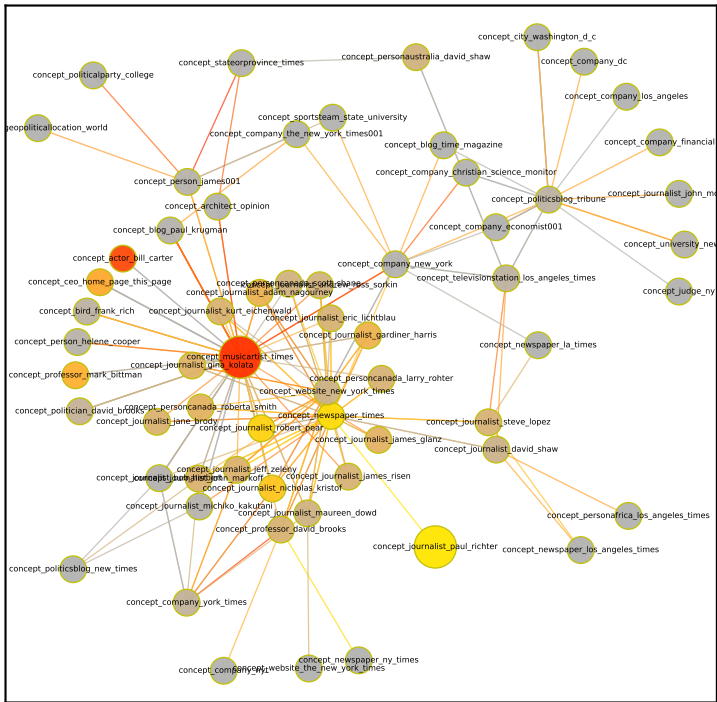 concept_city_washington_d_c
concept_personaustralia_david_shaw
concept_stateorprovince_times
concept_company_dc
concept_politicalparty_college
concept_company_los_angeles
concept_sportsteam_state_university
geopoliticallocation_world
concept_company_the_new_york_times001
concept_company_financial
concept_blog_time_magazine
concept_company_christian_science_monitor
concept_person_james001
concept_journalist_john_mc
concept_politicsblog_tribune
concept_architect_opinion
concept_company_economist001
concept_blog_paul_krugman
concept_university_new
concept_actor_bill_carter
concept_company_new_york
concept_televisionstation_los_angeles_times
concept_ceo_home_page_this_page
concept_judge_ny
concept_journalist_adam_nagourney
concept_bird_frank_rich
concept_journalist_kurt_eichenwald
concept_journalist_eric_lichtblau
concept_journalist_gardiner_harris
concept_person_helene_cooper
concept_newspaper_la_times
concept_musicartist_times
concept_journalist_gina_kolata
concept_professor_mark_bittman
concept_personcanada_larry_rohter
concept_website_new_york_times
concept_personcanada_roberta_smith
concept_politician_david_brooks
concept_newspaper_times
concept_journalist_jane_brody
concept_journalist_steve_lopez
concept_journalist_robert_pear
concept_journalist_james_glanz
concept_journalist_david_shaw
concept_journalist_jeff_zeleny
concept_journalist_james_risen
concept_journalist_nicholas_kristof
concept_journalist_michiko_kakutani
concept_journalist_maureen_dowd
concept_personafrica_los_angeles_times
concept_professor_david_brooks
concept_journalist_paul_richter
concept_newspaper_los_angeles_times
concept_politicsblog_new_times
concept_company_york_times
concept_newspaper_ny_times
concept_website_the_new_york_times